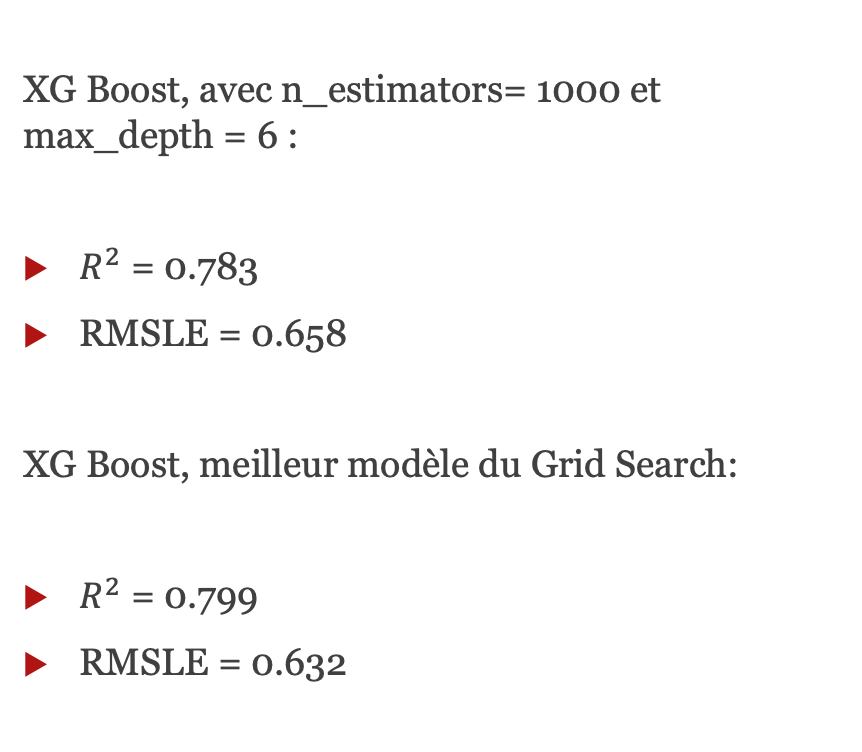 XG Boost, avec n_estimators= 1000 et
max_depth = 6 :
R² = 0.783
RMSLE = 0.658
XG Boost, meilleur modèle du Grid Search:
R² = 0.799
RMSLE = 0.632